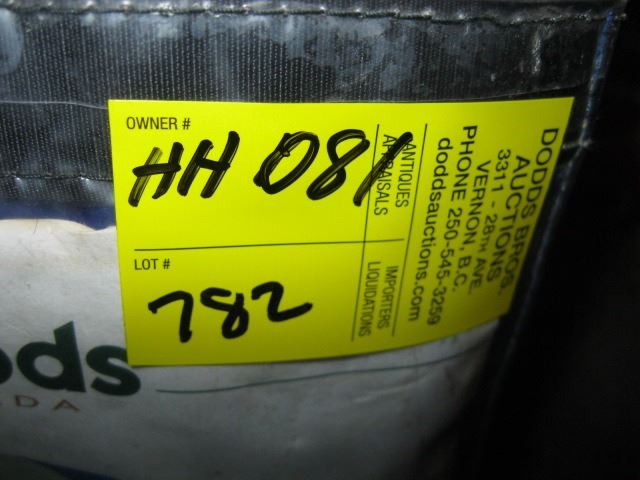 OWNER #
HH 081
LOT #
782
ANTIQUES
APPRAISALS
IMPORTERS
LIQUIDATIONS
DODDS BROS.
AUCTIONS
3311 - 28TH AVE.
VERNON, B.C.
PHONE 250-545-3259
doddsauctions.com
ods
DA